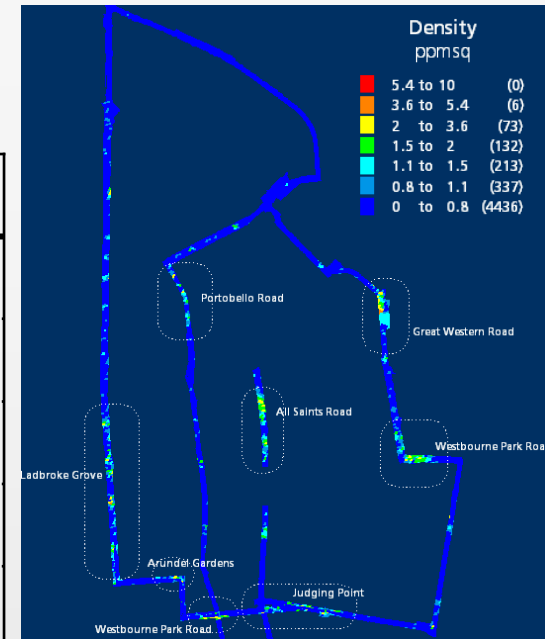 Density
ppmsq
5.4 to 10 (0)
3.6 to 5.4 (6)
2 to 3.6 (73)
1.5 to 2 (132)
1.1 to 1.5 (213)
0.8 to 1.1 (337)
0 to 0.8 (4436)
Portobello Road
Great Western Road
All Saints Road
Westbourne Park Roa
Ladbroke Grove
Arundel Gardens
Judging Point
Westbourne Park Road